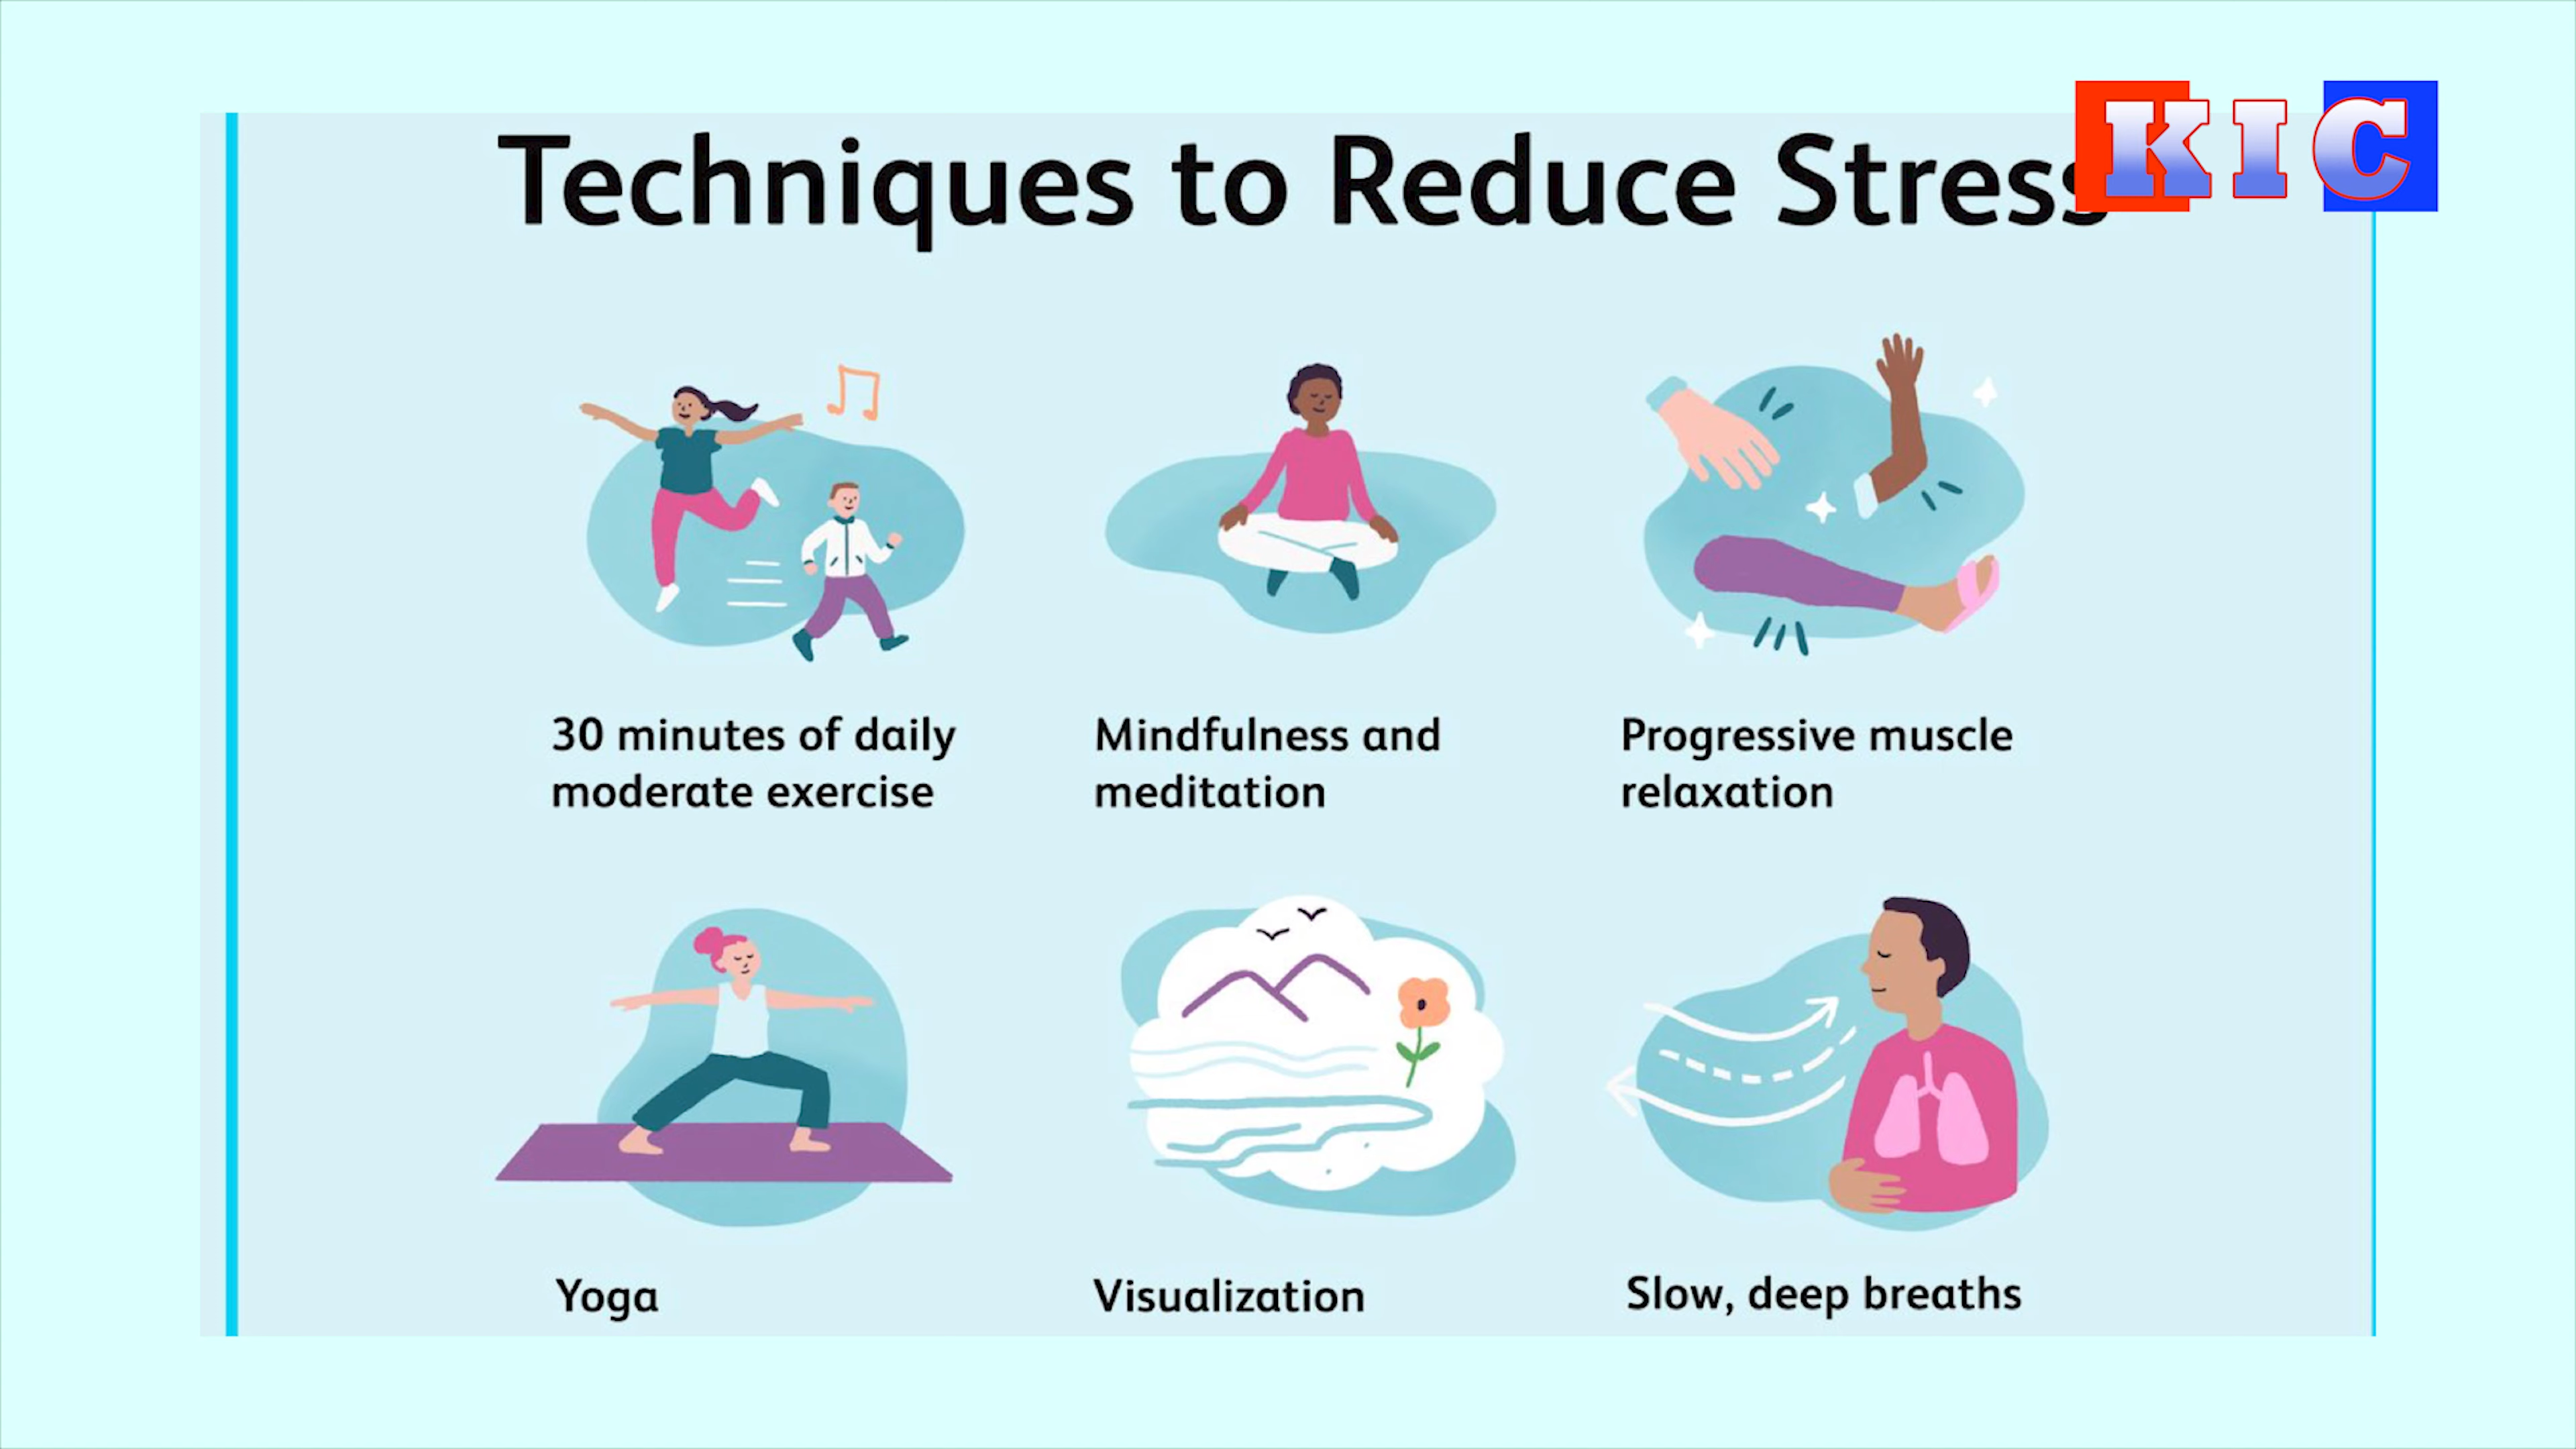 Techniques to Reduce Stress
KIC
30 minutes of daily
moderate exercise
Mindfulness and
meditation
Progressive muscle
relaxation
Yoga
Visualization
Slow, deep breaths